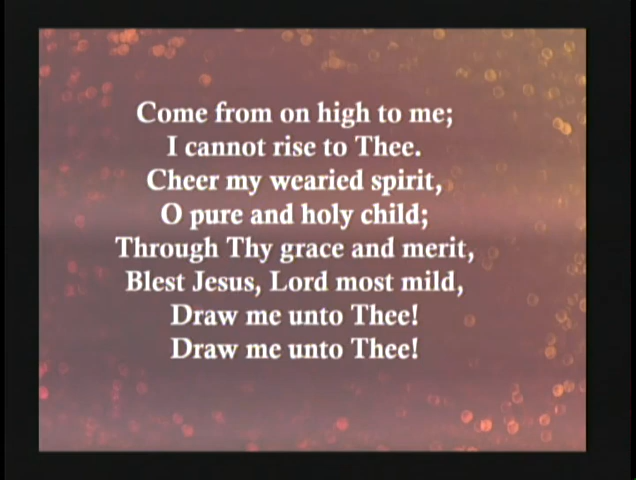 Come from on high to me;
I cannot rise to Thee.
Cheer my wearied spirit,
O pure and holy child;
Through Thy grace and merit,
Blest Jesus, Lord most mild,
Draw me unto Thee!
Draw me unto Thee!